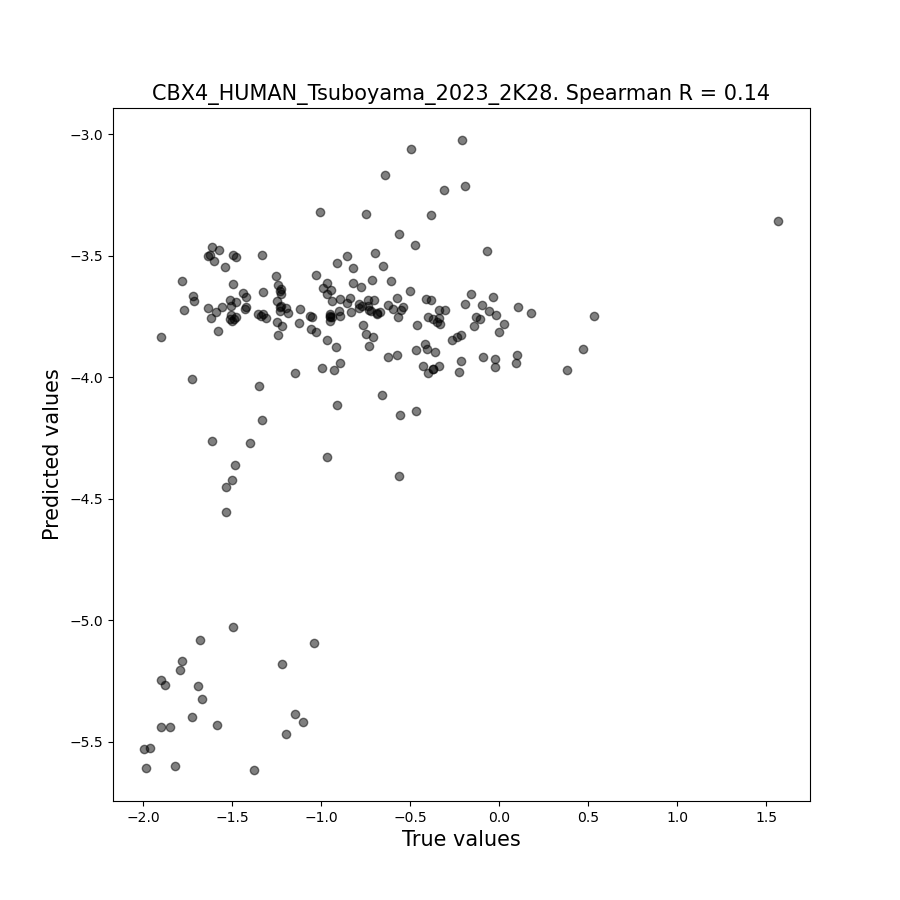 CBX4_HUMAN_Tsuboyama_2023_2K28. Spearman R = 0.14
−3.0
−3.5
−4.0
−4.5
−5.0
−5.5
Predicted values
−2.0 −1.5 −1.0 −0.5 0.0 0.5 1.0 1.5
True values